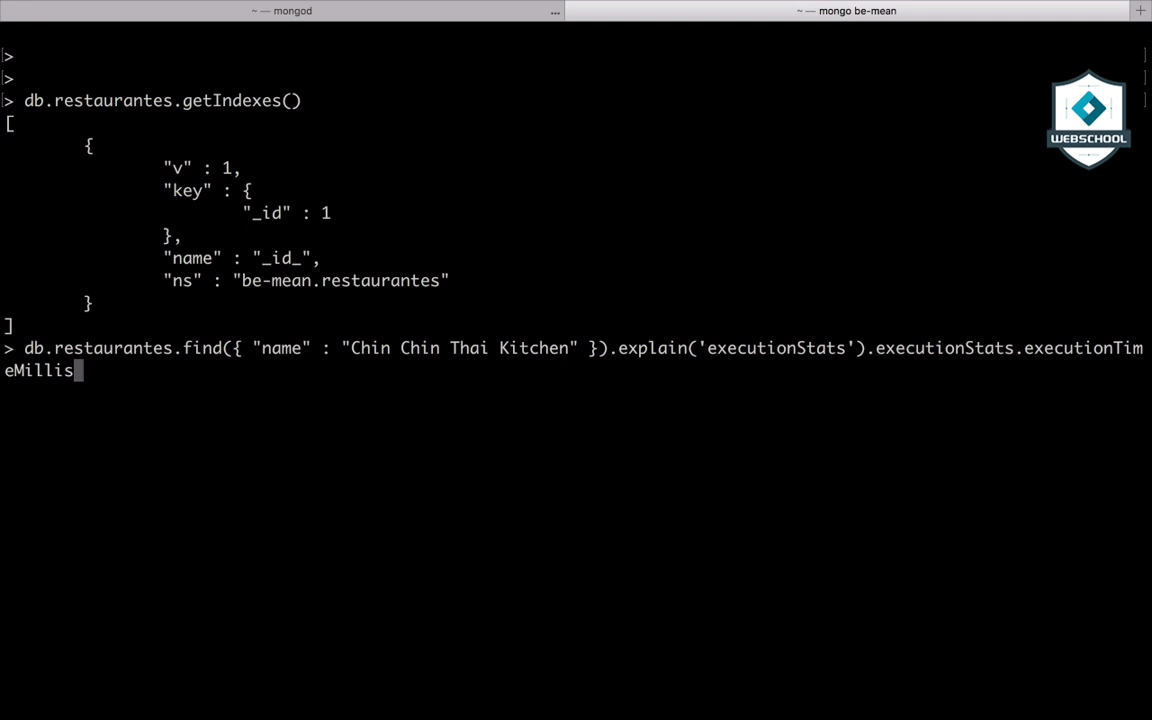 ~ — mongod
...
~ — mongo be-mean
+
>
>
> db.restaurantes.getIndexes()
[
{
"v" : 1,
"key" : {
"_id" : 1
},
"name" : "_id_",
"ns" : "be-mean.restaurantes"
}
]
> db.restaurantes.find({ "name" : "Chin Chin Thai Kitchen" }).explain('executionStats').executionStats.executionTim
eMillis
WEBSCHOOL